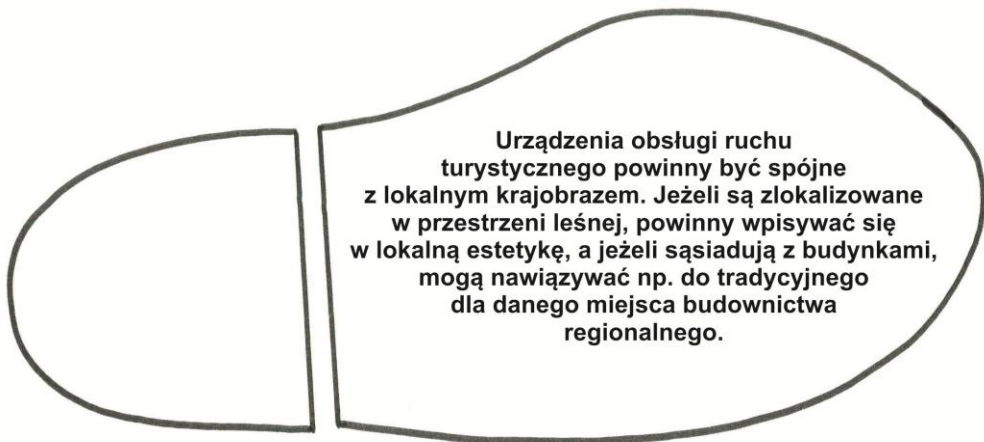 Urządzenia obsługi ruchu
turystycznego powinny być spójne
z lokalnym krajobrazem. Jeżeli są zlokalizowane
w przestrzeni leśnej, powinny wpisywać się
w lokalną estetykę, a jeżeli sąsiadują z budynkami,
mogą nawiązywać np. do tradycyjnego
dla danego miejsca budownictwa
regionalnego.